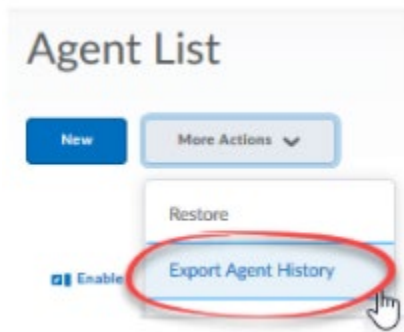 Agent List
New
More Actions
Restore
Enable
Export Agent History